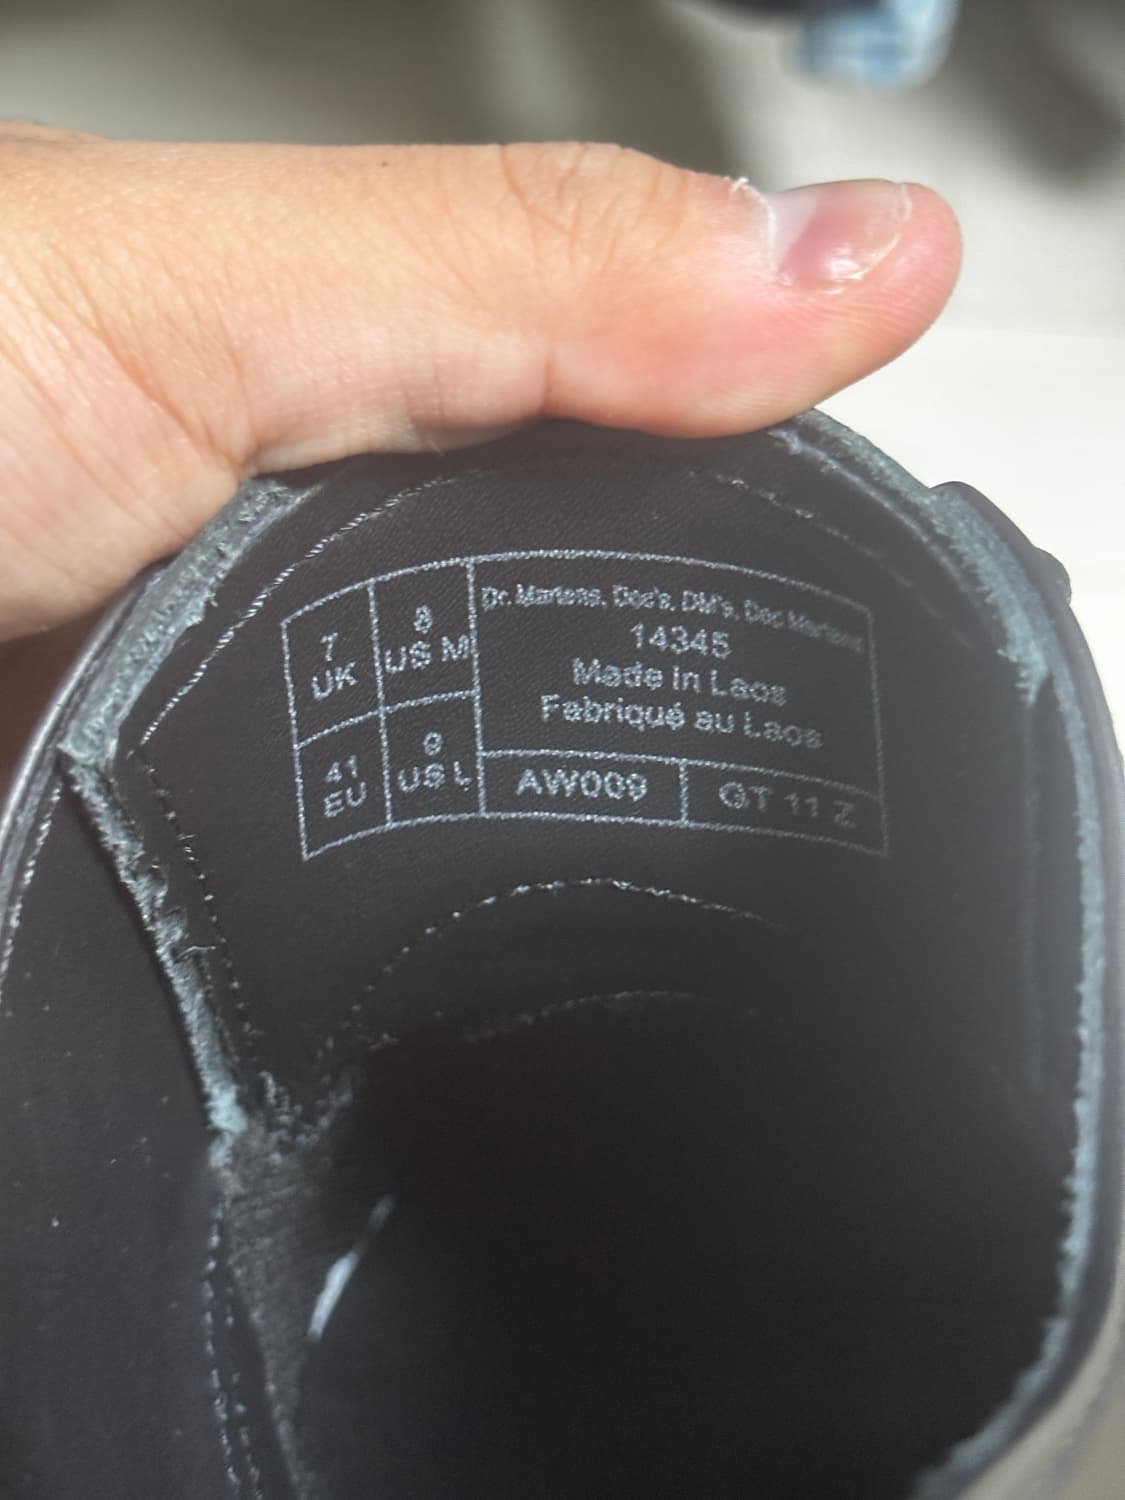 7
UK
8
US M
41
EU
9
US L
Dr. Martens, Doc's, DM's, Doc Martens
14345
Made in Laos
Fabriqué au Laos
AW009
GT 11 Z